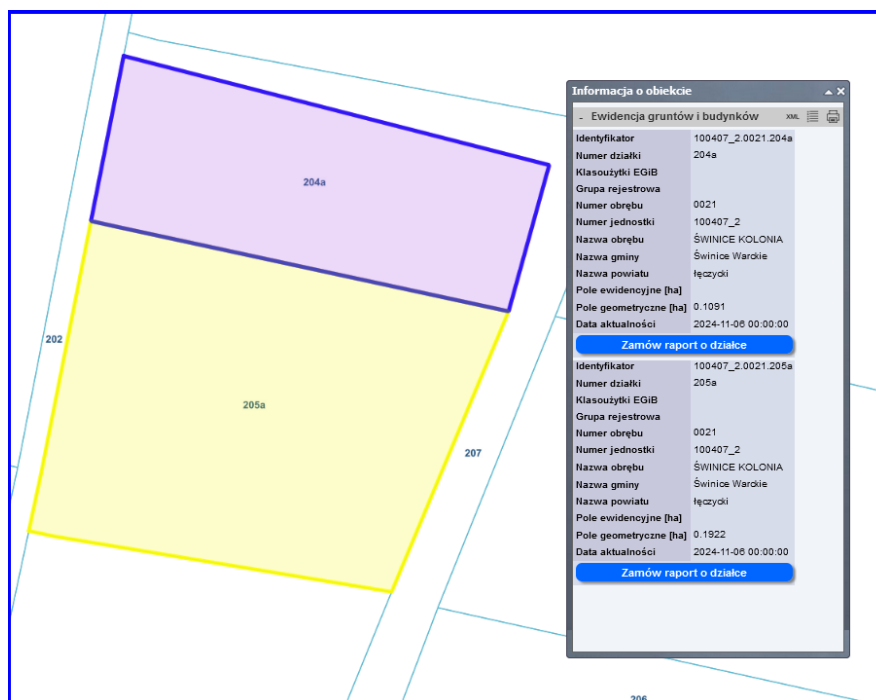 204a
202
205a
207
206
Informacja o obiekcie
- Ewidencja gruntów i budynków XML
Identyfikator 100407_2.0021.204a
Numer działki 204a
Klasoużytki EGiB
Grupa rejestrowa
Numer obrębu 0021
Numer jednostki 100407_2
Nazwa obrębu ŚWINICE KOLONIA
Nazwa gminy Świnice Warckie
Nazwa powiatu łęczycki
Pole ewidencyjne [ha]
Pole geometryczne [ha] 0.1091
Data aktualności 2024-11-06 00:00:00
Zamów raport o działce
Identyfikator 100407_2.0021.205a
Numer działki 205a
Klasoużytki EGiB
Grupa rejestrowa
Numer obrębu 0021
Numer jednostki 100407_2
Nazwa obrębu ŚWINICE KOLONIA
Nazwa gminy Świnice Warckie
Nazwa powiatu łęczycki
Pole ewidencyjne [ha]
Pole geometryczne [ha] 0.1922
Data aktualności 2024-11-06 00:00:00
Zamów raport o działce